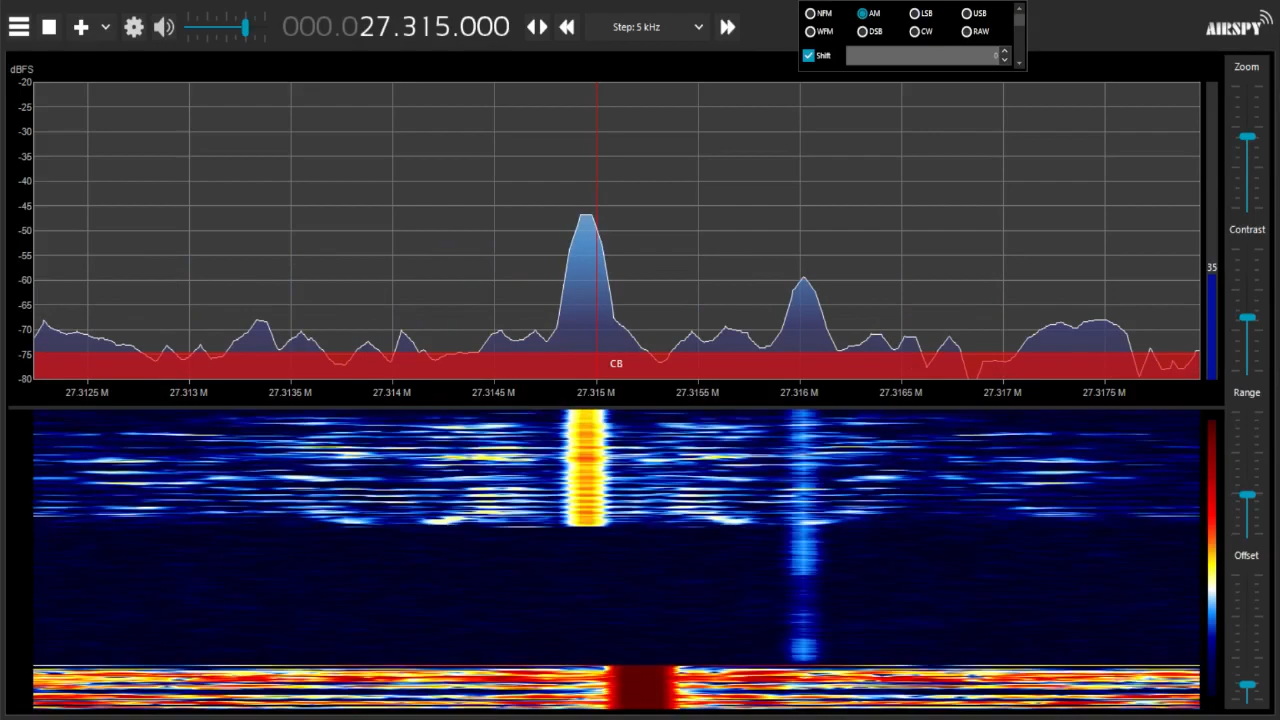 000.027.315.000
Step: 5 kHz
NFM AM LSB USB
WFM DSB CW RAW
Shift 0
AIRSPY
dBFS
Zoom
-20
-25
-30
-35
-40
-45
-50
-55
-60
-65
-70
-75
-80
Contrast
35
CB
27.3125 M 27.313 M 27.3135 M 27.314 M 27.3145 M 27.315 M 27.3155 M 27.316 M 27.3165 M 27.317 M 27.3175 M
Range
Offset